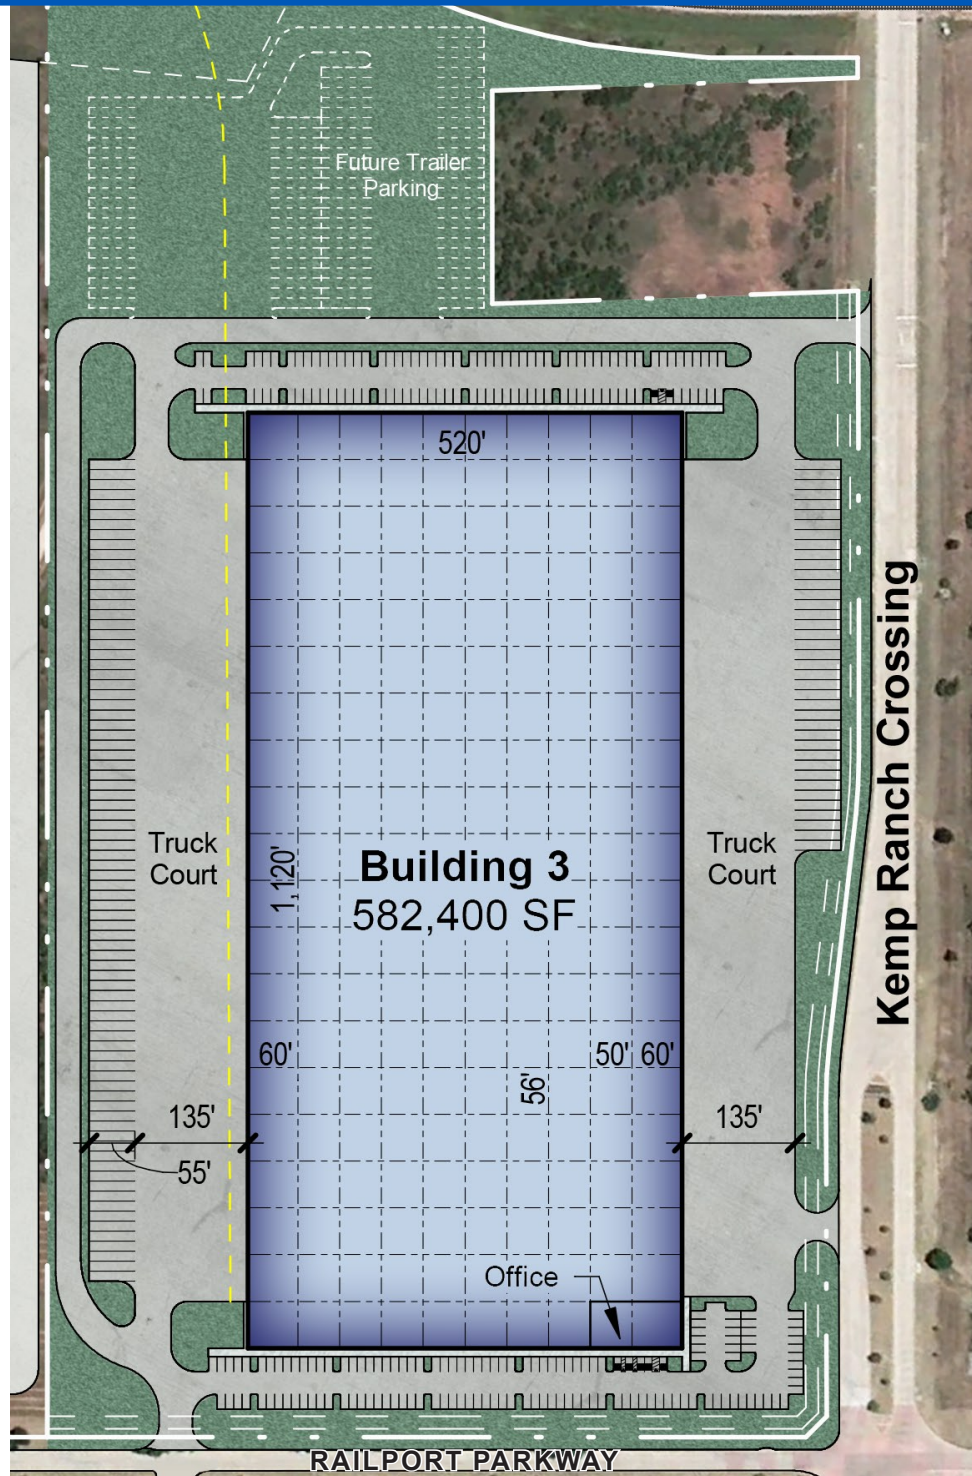 Future Trailer
Parking
520'
Kemp Ranch Crossing
Truck
Court
1,120'
Building 3
582,400 SF
Truck
Court
60'
56'
50'
60'
135'
55'
135'
Office
RAILPORT PARKWAY